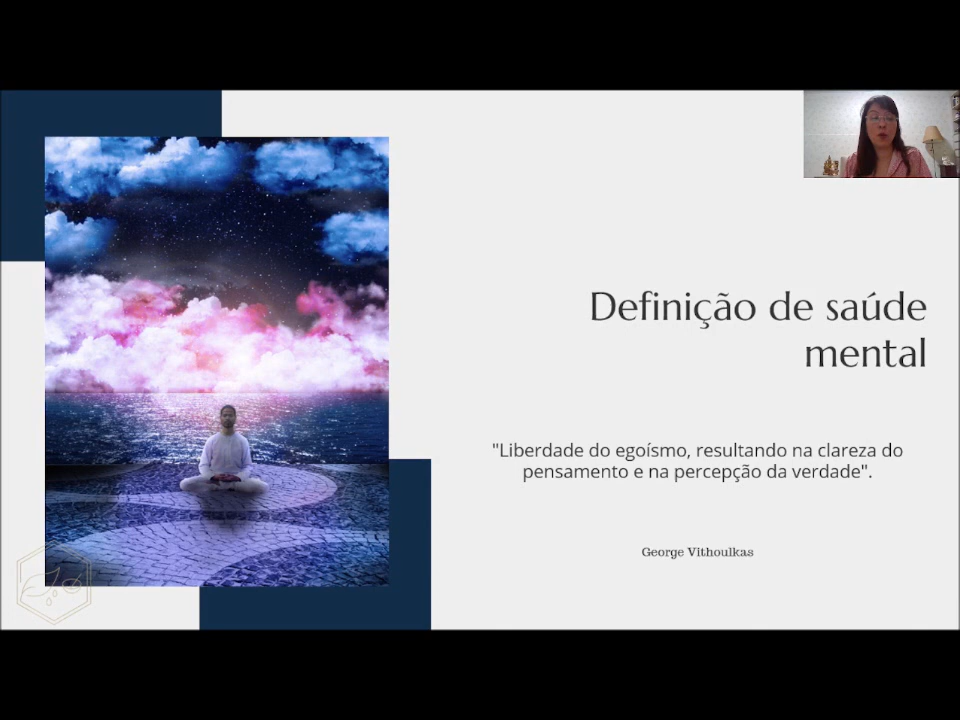 Definição de saúde
mental
"Liberdade do egoísmo, resultando na clareza do
pensamento e na percepção da verdade".
George Vithoulkas